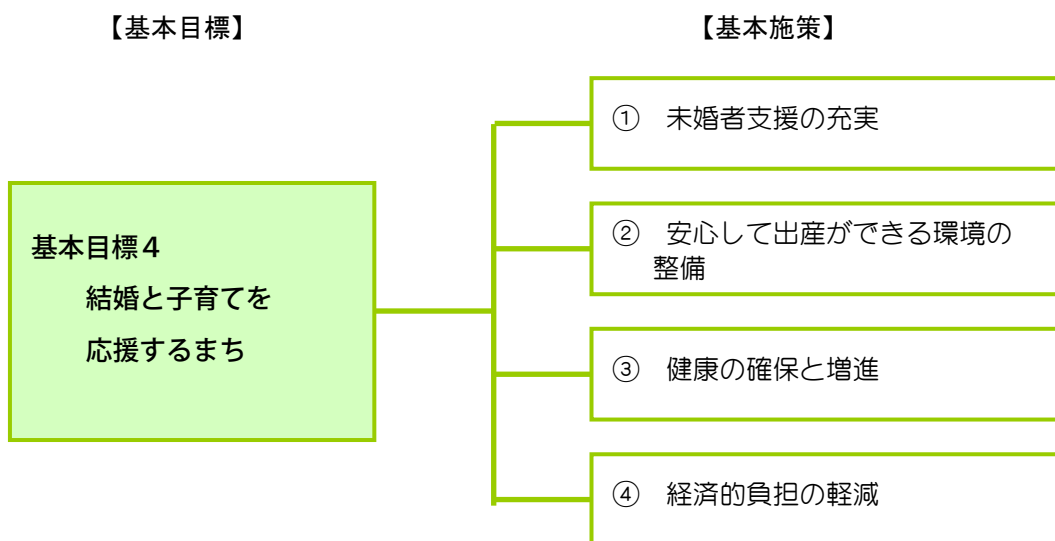 【基本目標】
【基本施策】
基本目標４
結婚と子育てを
応援するまち
①　未婚者支援の充実
②　安心して出産ができる環境の
整備
③　健康の確保と増進
④　経済的負担の軽減